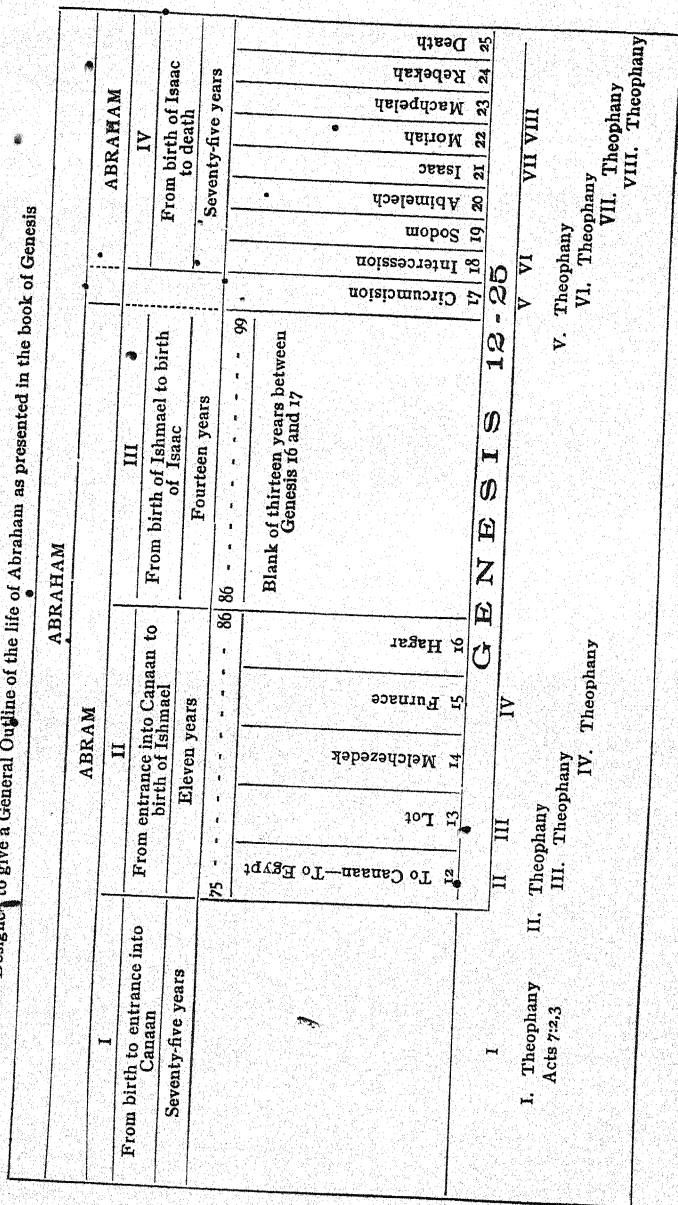 Designed to give a General Outline of the life of Abraham as presented in the book of Genesis
ABRAHAM
ABRAM
ABRAHAM
I
II
III
IV
From birth to entrance into
Canaan
From entrance into Canaan to
birth of Ishmael
From birth of Ishmael to birth
of Isaac
From birth of Isaac
to death
Seventy-five years
Eleven years
Fourteen years
Seventy-five years
75 - - - - - - 86
86 - - - - - - 99
12 To Canaan—To Egypt
13 Lot
14 Melchezedek
15 Furnace
16 Hagar
Blank of thirteen years between
Genesis 16 and 17
17 Circumcision
18 Intercession
19 Sodom
20 Abimelech
21 Isaac
22 Moriah
23 Machpelah
24 Rebekah
25 Death
GENESIS 12-25
I
II
III
IV
V
VI
VII
VIII
I. Theophany
Acts 7:2,3
II. Theophany
III. Theophany
IV. Theophany
V. Theophany
VI. Theophany
VII. Theophany
VIII. Theophany